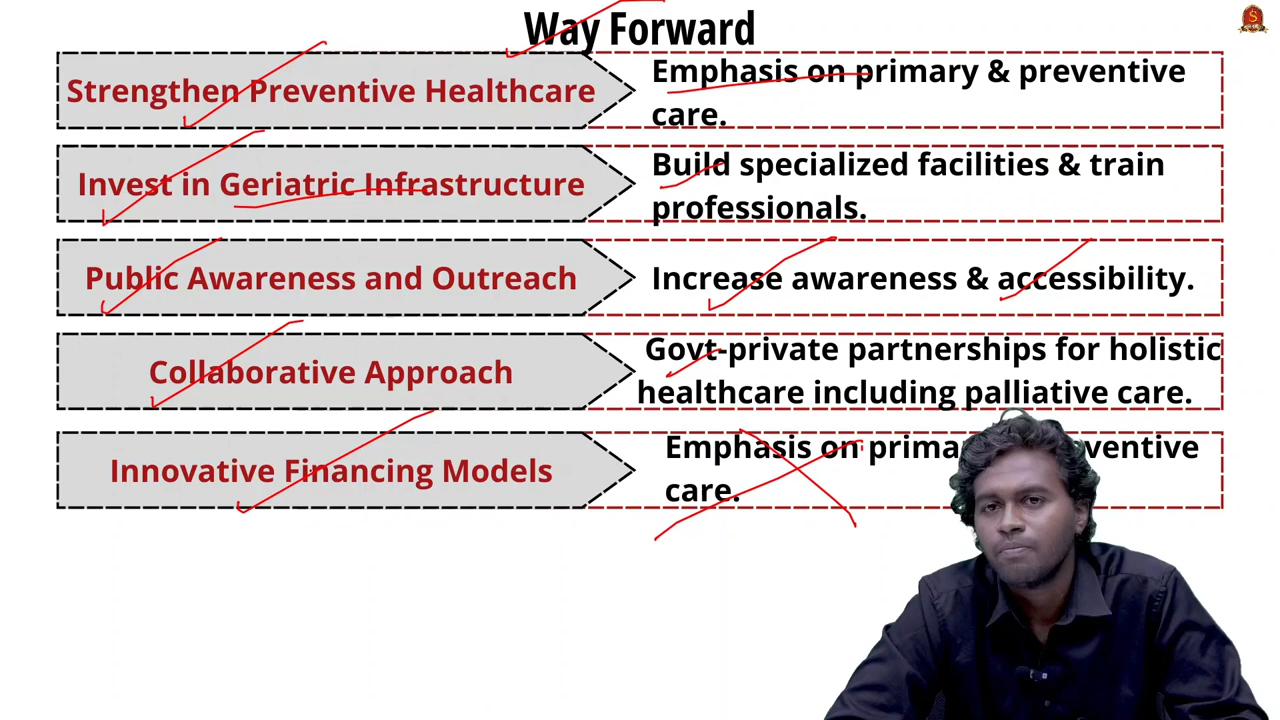 Way Forward
Strengthen Preventive Healthcare
Emphasis on primary & preventive
care.
Invest in Geriatric Infrastructure
Build specialized facilities & train
professionals.
Public Awareness and Outreach
Increase awareness & accessibility.
Collaborative Approach
Govt-private partnerships for holistic
healthcare including palliative care.
Innovative Financing Models
Emphasis on
care.